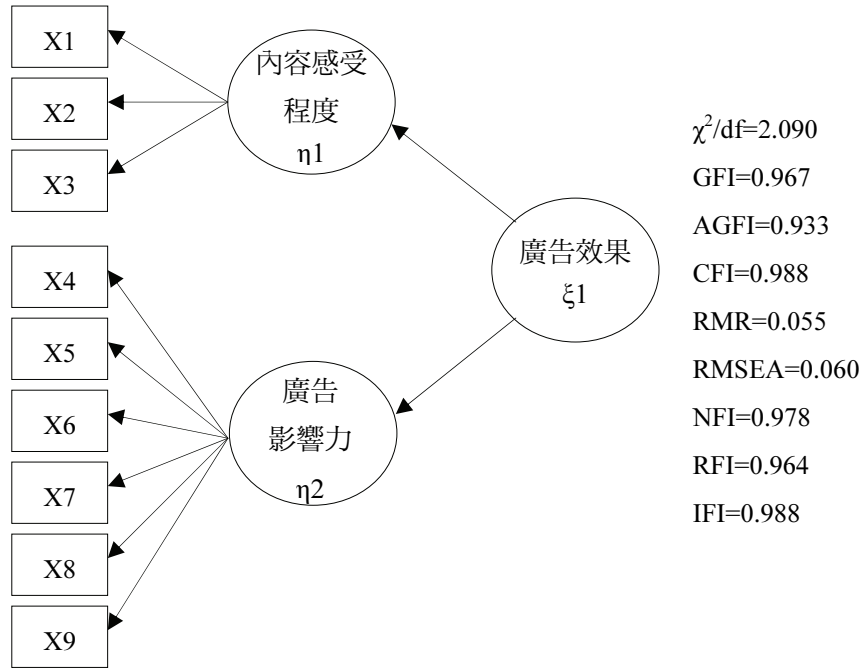 X1
X2
X3
內容感受
程度
η1
X4
X5
X6
X7
X8
X9
廣告
影響力
η2
廣告效果
ξ1
χ²/df=2.090
GFI=0.967
AGFI=0.933
CFI=0.988
RMR=0.055
RMSEA=0.060
NFI=0.978
RFI=0.964
IFI=0.988